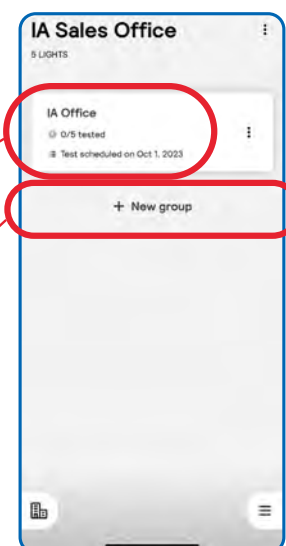 IA Sales Office
5 LIGHTS
IA Office
0/5 tested
Test scheduled on Oct 1, 2023
+ New group